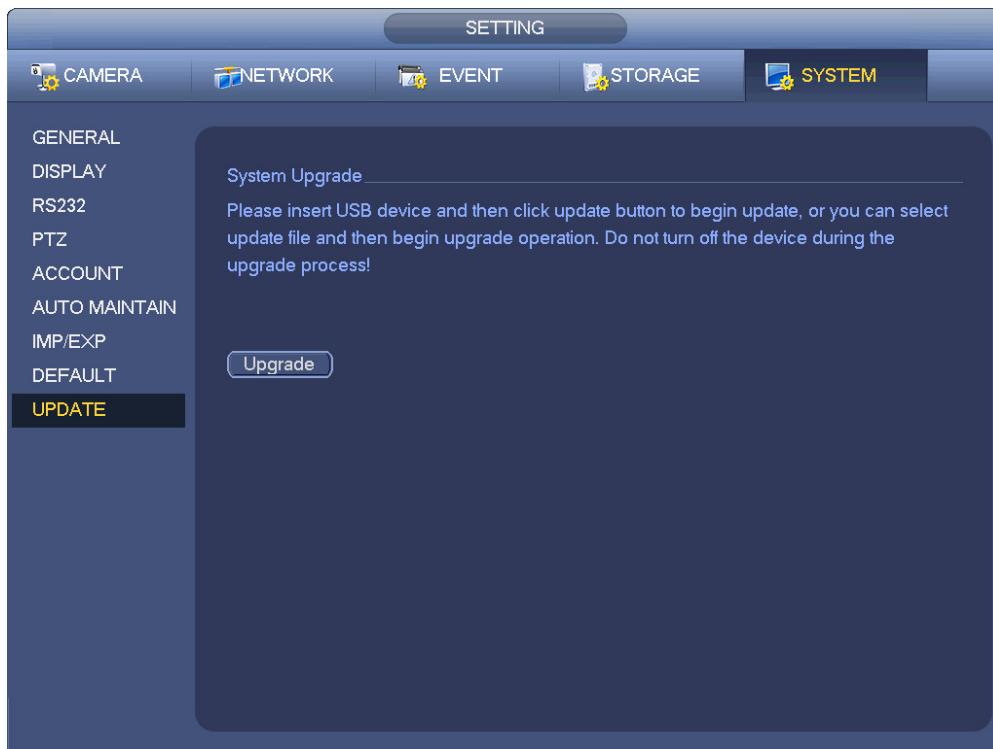 SETTING
CAMERA NETWORK EVENT STORAGE SYSTEM
GENERAL
DISPLAY
RS232
PTZ
ACCOUNT
AUTO MAINTAIN
IMP/EXP
DEFAULT
UPDATE
System Upgrade
Please insert USB device and then click update button to begin update, or you can select
update file and then begin upgrade operation. Do not turn off the device during the
upgrade process!
Upgrade